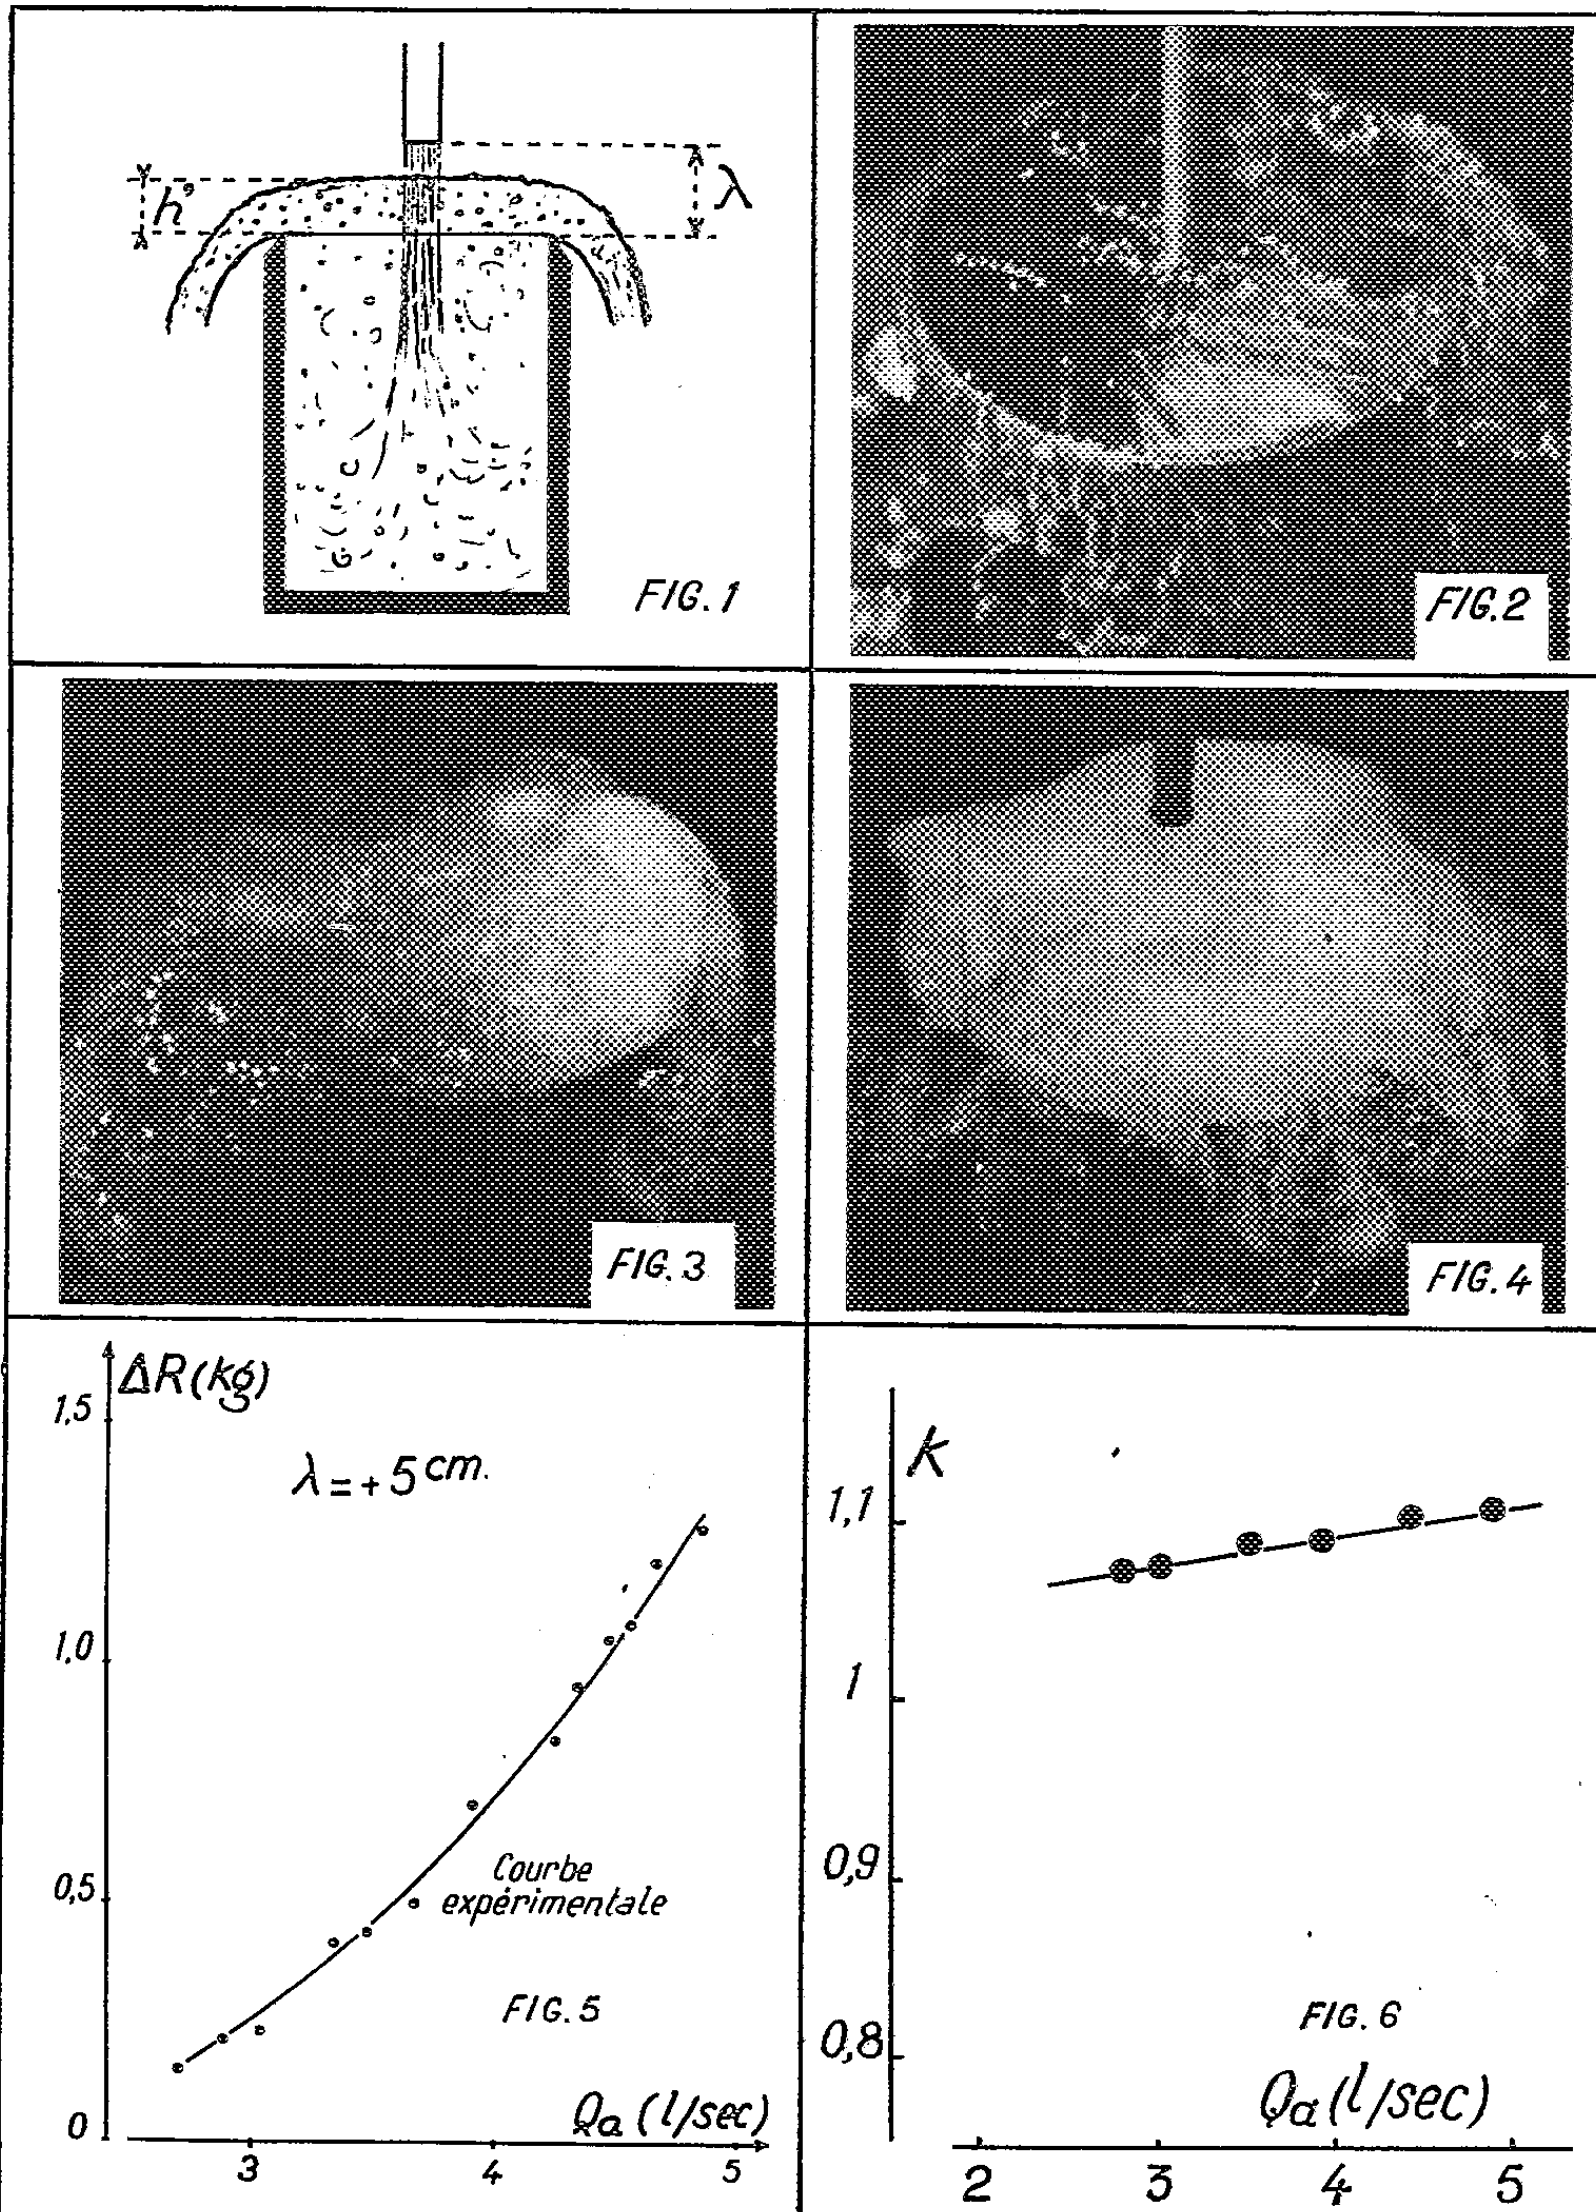 h'
λ
FIG. 1
FIG.2
FIG. 3
FIG. 4
ΔR (kg)
1,5
λ = + 5 cm.
1,0
0,5
Courbe
expérimentale
FIG. 5
0
Qa (l/sec)
3
4
5
K
1,1
1
0,9
0,8
FIG. 6
Qa (l/sec)
2
3
4
5